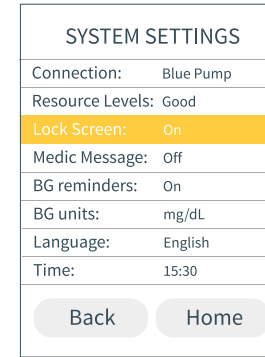 SYSTEM SETTINGS
Connection: Blue Pump
Resource Levels: Good
Lock Screen: On
Medic Message: Off
BG reminders: On
BG units: mg/dL
Language: English
Time: 15:30
Back Home